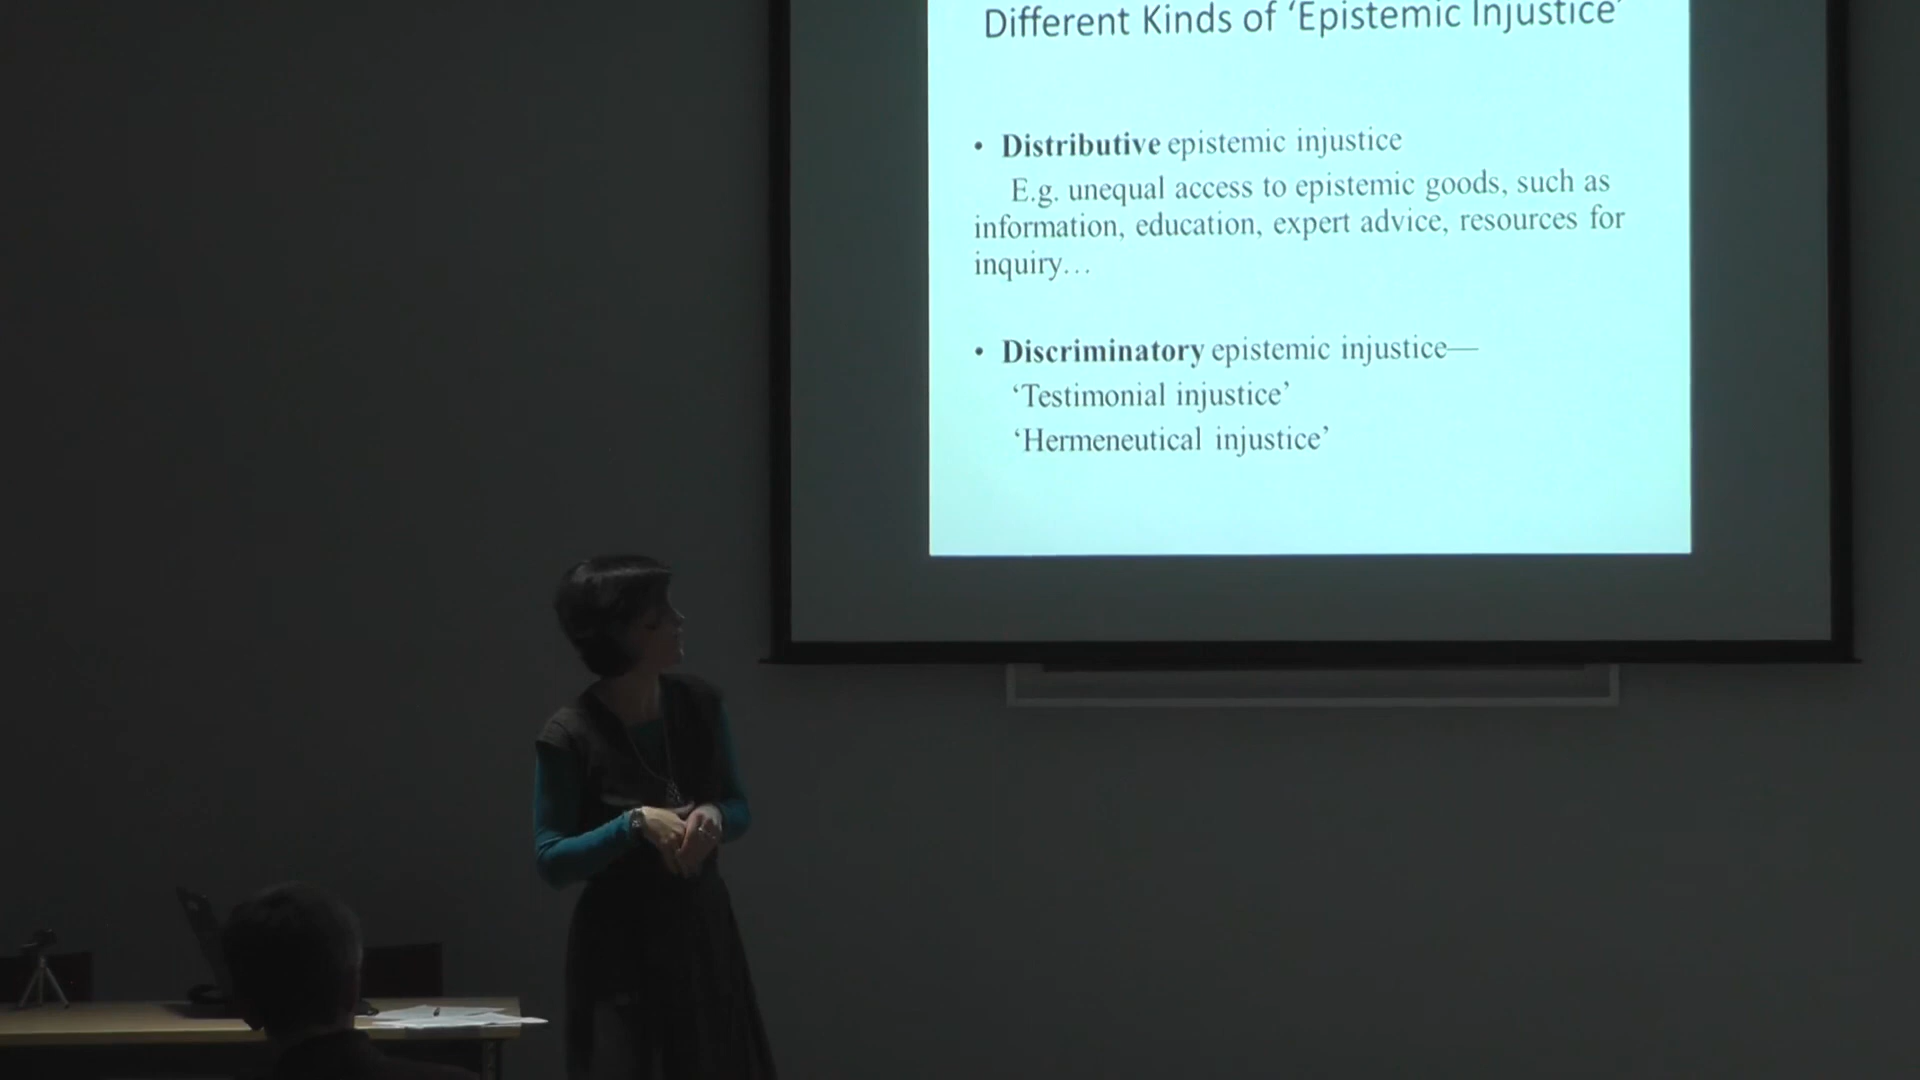 Different Kinds of ‘Epistemic Injustice’
• Distributive epistemic injustice
E.g. unequal access to epistemic goods, such as
information, education, expert advice, resources for
inquiry…
• Discriminatory epistemic injustice—
‘Testimonial injustice’
‘Hermeneutical injustice’